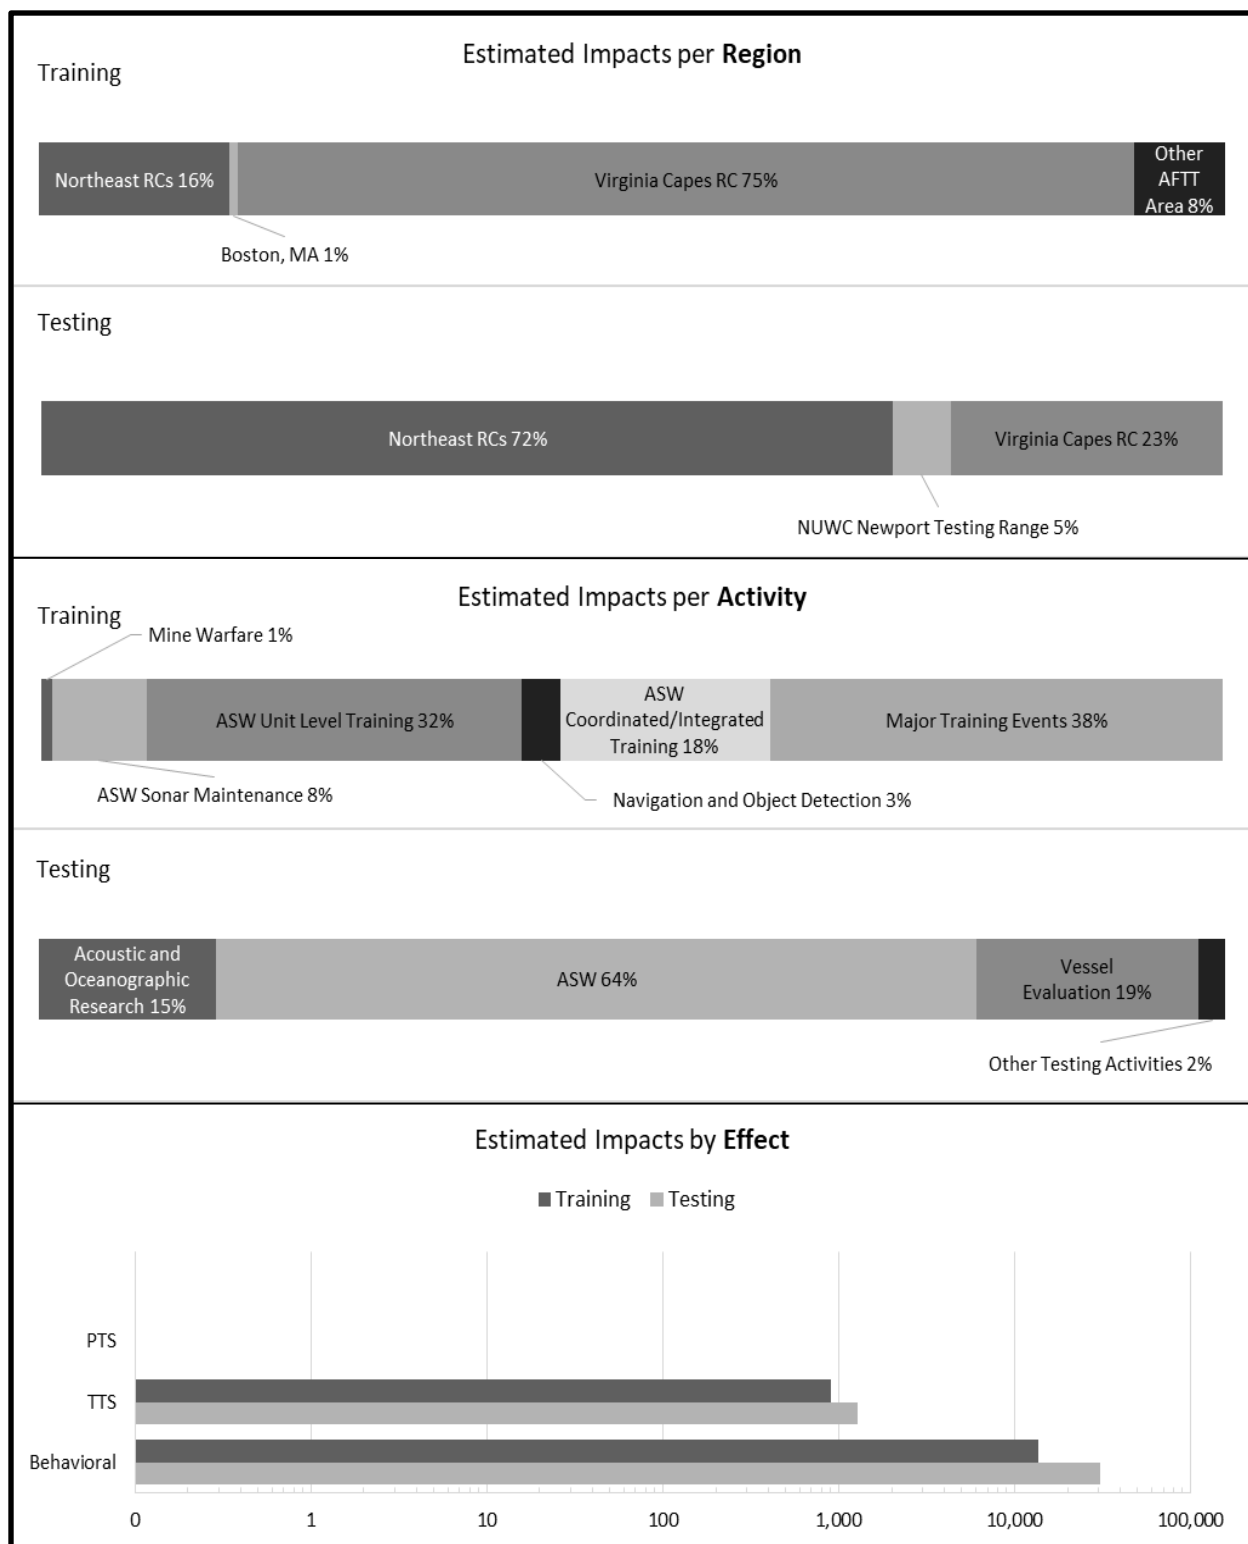 Estimated Impacts per Region
Training
Northeast RCs 16%
Virginia Capes RC 75%
Other
AFTT
Area 8%
Boston, MA 1%
Testing
Northeast RCs 72%
Virginia Capes RC 23%
NUWC Newport Testing Range 5%
Estimated Impacts per Activity
Training
Mine Warfare 1%
ASW Unit Level Training 32%
ASW
Coordinated/Integrated
Training 18%
Major Training Events 38%
ASW Sonar Maintenance 8%
Navigation and Object Detection 3%
Testing
Acoustic and
Oceanographic
Research 15%
ASW 64%
Vessel
Evaluation 19%
Other Testing Activities 2%
Estimated Impacts by Effect
Training Testing
PTS
TTS
Behavioral
0 1 10 100 1,000 10,000 100,000